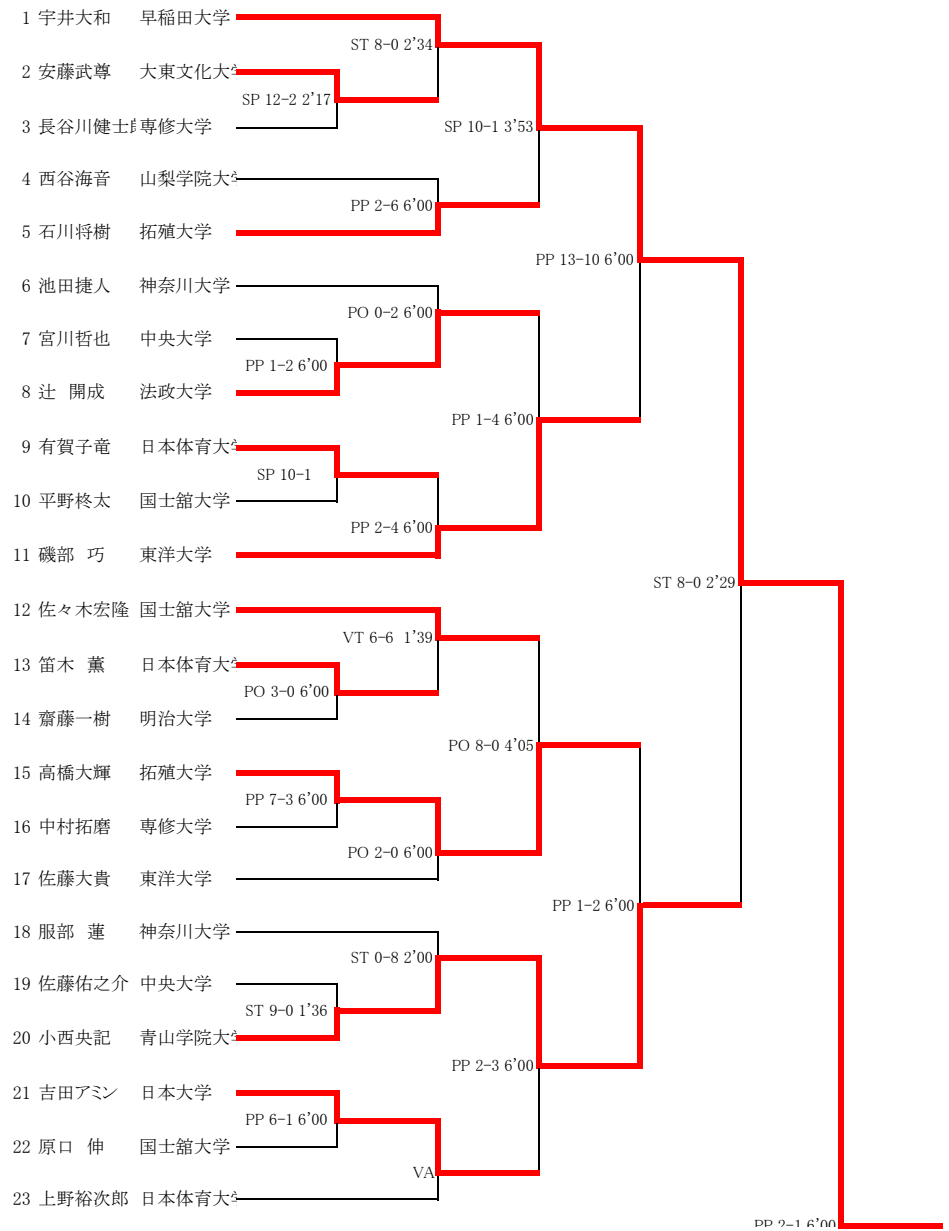 1 宇井大和 早稲田大学
ST 8-0 2’34
2 安藤武尊 大東文化大学
SP 12-2 2’17
3 長谷川健士郎 専修大学
SP 10-1 3’53
4 西谷海音 山梨学院大学
PP 2-6 6’00
5 石川将樹 拓殖大学
PP 13-10 6’00
6 池田捷人 神奈川大学
PO 0-2 6’00
7 宮川哲也 中央大学
PP 1-2 6’00
8 辻 開成 法政大学
PP 1-4 6’00
9 有賀子竜 日本体育大学
SP 10-1
10 平野柊太 国士舘大学
PP 2-4 6’00
11 磯部 巧 東洋大学
ST 8-0 2’29
12 佐々木宏隆 国士舘大学
VT 6-6 1’39
13 笛木 薫 日本体育大学
PO 3-0 6’00
14 齋藤一樹 明治大学
PO 8-0 4’05
15 高橋大輝 拓殖大学
PP 7-3 6’00
16 中村拓磨 専修大学
PO 2-0 6’00
17 佐藤大貴 東洋大学
PP 1-2 6’00
18 服部 蓮 神奈川大学
ST 0-8 2’00
19 佐藤佑之介 中央大学
ST 9-0 1’36
20 小西央記 青山学院大学
PP 2-3 6’00
21 吉田アミン 日本大学
PP 6-1 6’00
22 原口 伸 国士舘大学
VA
23 上野裕次郎 日本体育大学
PP 2-1 6’00